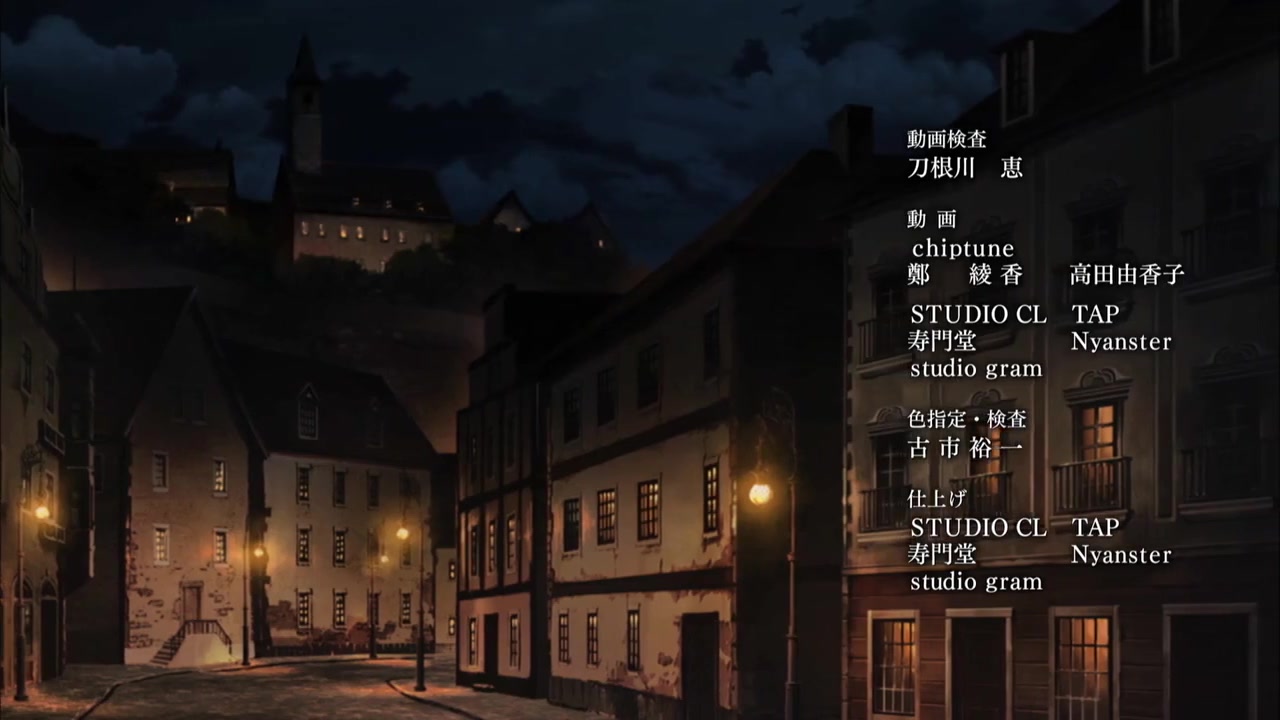 動画検査
刀根川　恵
動 画
chiptune
鄭　綾 香　高田由香子
STUDIO CL　TAP
寿門堂　Nyanster
studio gram
色指定・検査
古 市 裕 一
仕上げ
STUDIO CL　TAP
寿門堂　Nyanster
studio gram